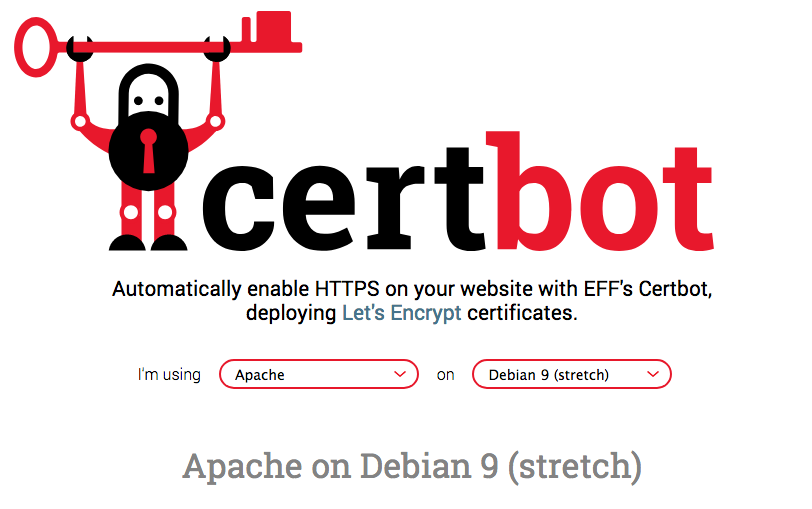 certbot
Automatically enable HTTPS on your website with EFF's Certbot,
deploying Let's Encrypt certificates.
I'm using Apache on Debian 9 (stretch)
Apache on Debian 9 (stretch)